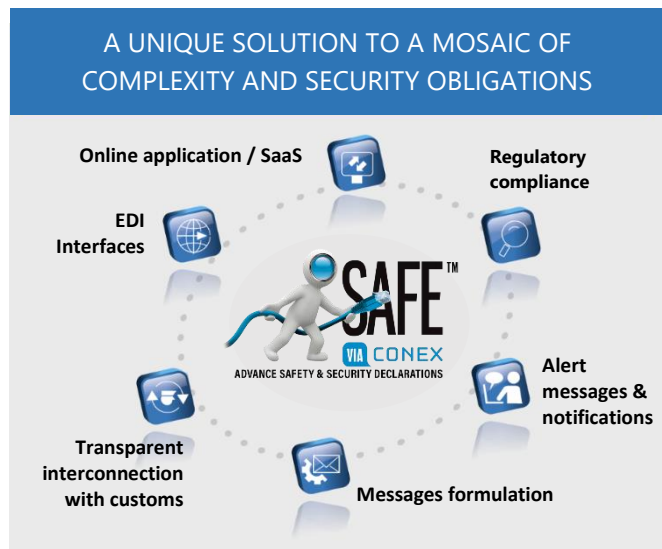 A UNIQUE SOLUTION TO A MOSAIC OF
COMPLEXITY AND SECURITY OBLIGATIONS
Online application / SaaS
Regulatory
compliance
EDI
Interfaces
SAFE™
VIA CONEX
ADVANCE SAFETY & SECURITY DECLARATIONS
Alert
messages &
notifications
Transparent
interconnection
with customs
Messages formulation